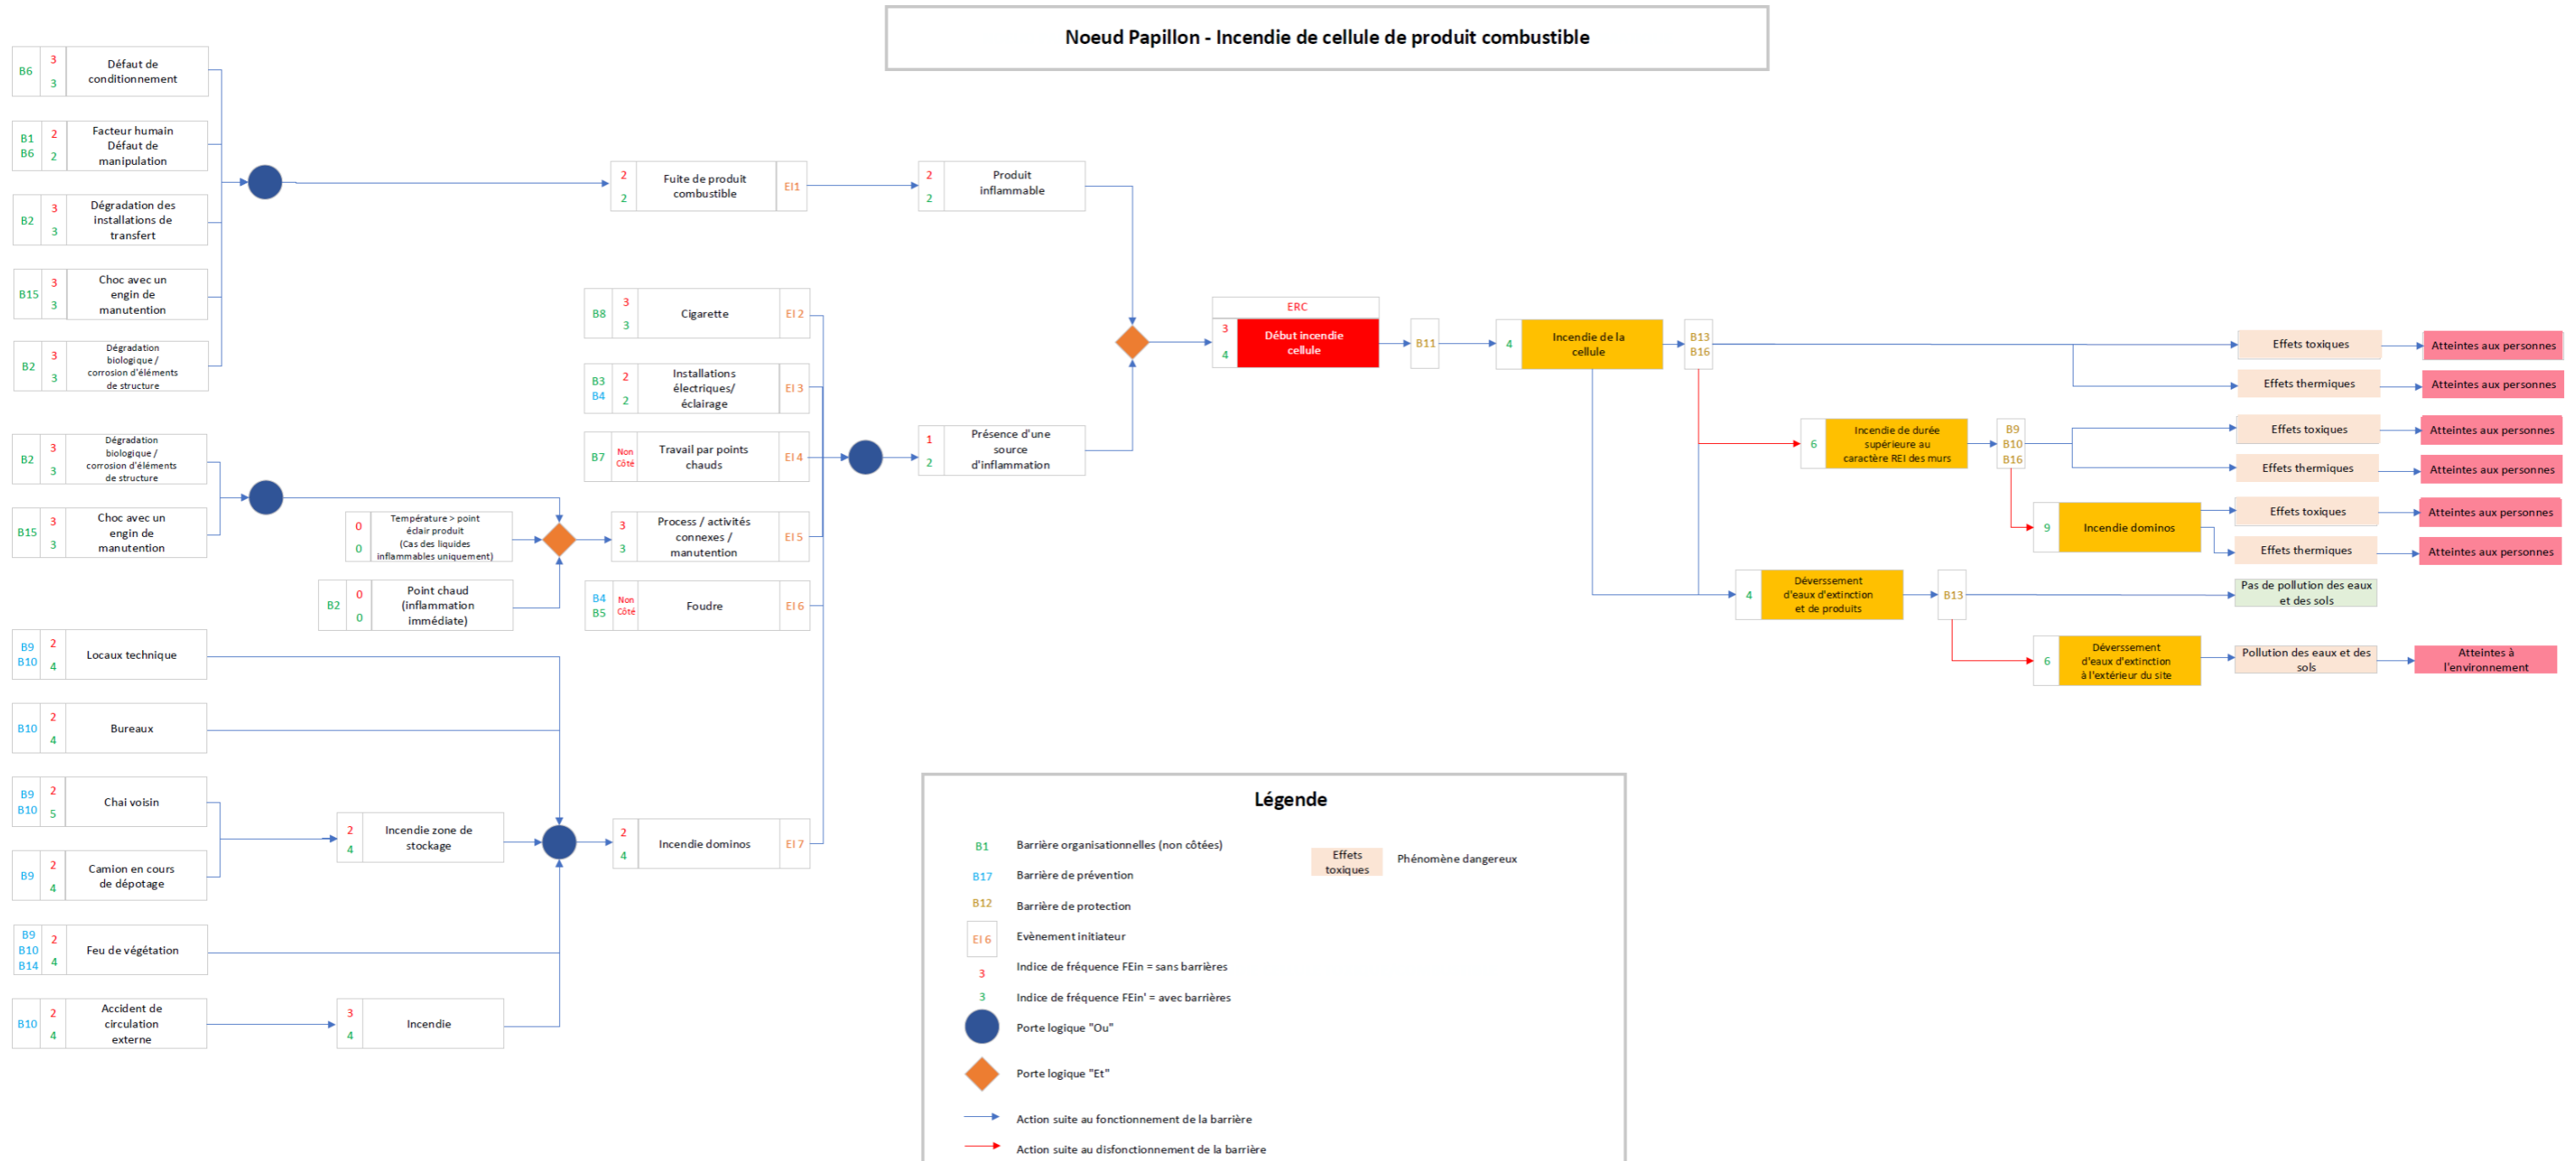 Noeud Papillon - Incendie de cellule de produit combustible
B6
3
3
Défaut de
conditionnement
B1
B6
2
2
Facteur humain
Défaut de
manipulation
B2
3
3
Dégradation des
installations de
transfert
B15
3
3
Choc avec un
engin de
manutention
B2
3
3
Dégradation
biologique /
corrosion d'éléments
de structure
B2
3
3
Dégradation
biologique /
corrosion d'éléments
de structure
B15
3
3
Choc avec un
engin de
manutention
0
0
Température > point
éclair produit
(Cas des liquides
inflammables uniquement)
B2
0
0
Point chaud
(inflammation
immédiate)
B9
B10
2
4
Locaux technique
B10
2
4
Bureaux
B9
B10
2
5
Chai voisin
B9
2
4
Camion en cours
de dépotage
B9
B10
B14
2
4
Feu de végétation
B10
2
4
Accident de
circulation
externe
2
4
Incendie zone de
stockage
3
4
Incendie
2
2
Fuite de produit
combustible
EI1
B8
3
3
Cigarette
EI 2
B3
B4
2
2
Installations
électriques/
éclairage
EI 3
B7
Non
Côté
Travail par points
chauds
EI 4
3
3
Process / activités
connexes /
manutention
EI 5
B4
B5
Non
Côté
Foudre
EI 6
2
4
Incendie dominos
EI 7
2
2
Produit
inflammable
1
2
Présence d'une
source
d'inflammation
ERC
3
4
Début incendie
cellule
B11
4
Incendie de la
cellule
B13
B16
Effets toxiques
Atteintes aux personnes
Effets thermiques
Atteintes aux personnes
6
Incendie de durée
supérieure au
caractère REI des murs
B9
B10
B16
Effets toxiques
Atteintes aux personnes
Effets thermiques
Atteintes aux personnes
9
Incendie dominos
Effets toxiques
Atteintes aux personnes
Effets thermiques
Atteintes aux personnes
4
Déverssement
d'eaux d'extinction
et de produits
B13
Pas de pollution des eaux
et des sols
6
Déverssement
d'eaux d'extinction
à l'extérieur du site
Pollution des eaux et des
sols
Atteintes à
l'environnement
Légende
B1
Barrière organisationnelles (non côtées)
B17
Barrière de prévention
B12
Barrière de protection
EI 6
Evènement initiateur
3
Indice de fréquence FEin = sans barrières
3
Indice de fréquence FEin' = avec barrières
Porte logique "Ou"
Porte logique "Et"
Action suite au fonctionnement de la barrière
Action suite au disfonctionnement de la barrière
Effets
toxiques
Phénomène dangereux